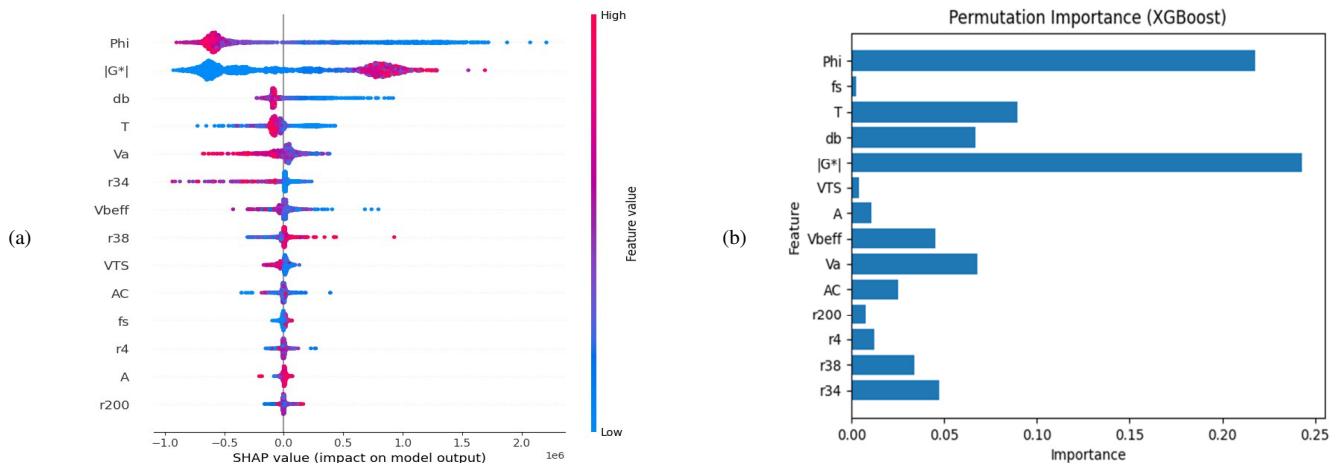 (a)
Phi
|G*|
db
T
Va
r34
Vbeff
r38
VTS
AC
fs
r4
A
r200
-1.0 -0.5 0.0 0.5 1.0 1.5 2.0
1e6
SHAP value (impact on model output)
High
Feature value
Low
(b)
Permutation Importance (XGBoost)
Feature
Phi
fs
T
db
|G*|
VTS
A
Vbeff
Va
AC
r200
r4
r38
r34
0.00 0.05 0.10 0.15 0.20 0.25
Importance